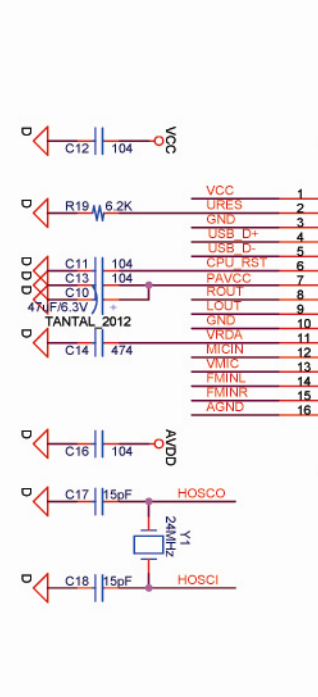 D C12 104 VCC
VCC 1
D R19 6.2K URES 2
GND 3
USB_D+ 4
USB_D- 5
D C11 104 CPU_RST 6
D C13 104 PAVCC 7
D C10 + ROUT 8
47uF/6.3V LOUT 9
TANTAL_2012 GND 10
D C14 474 VRDA 11
MICIN 12
VMIC 13
FMINL 14
FMINR 15
AGND 16
D C16 104 AVDD
D C17 15pF HOSCO
Y1
24MHz
D C18 15pF HOSCI